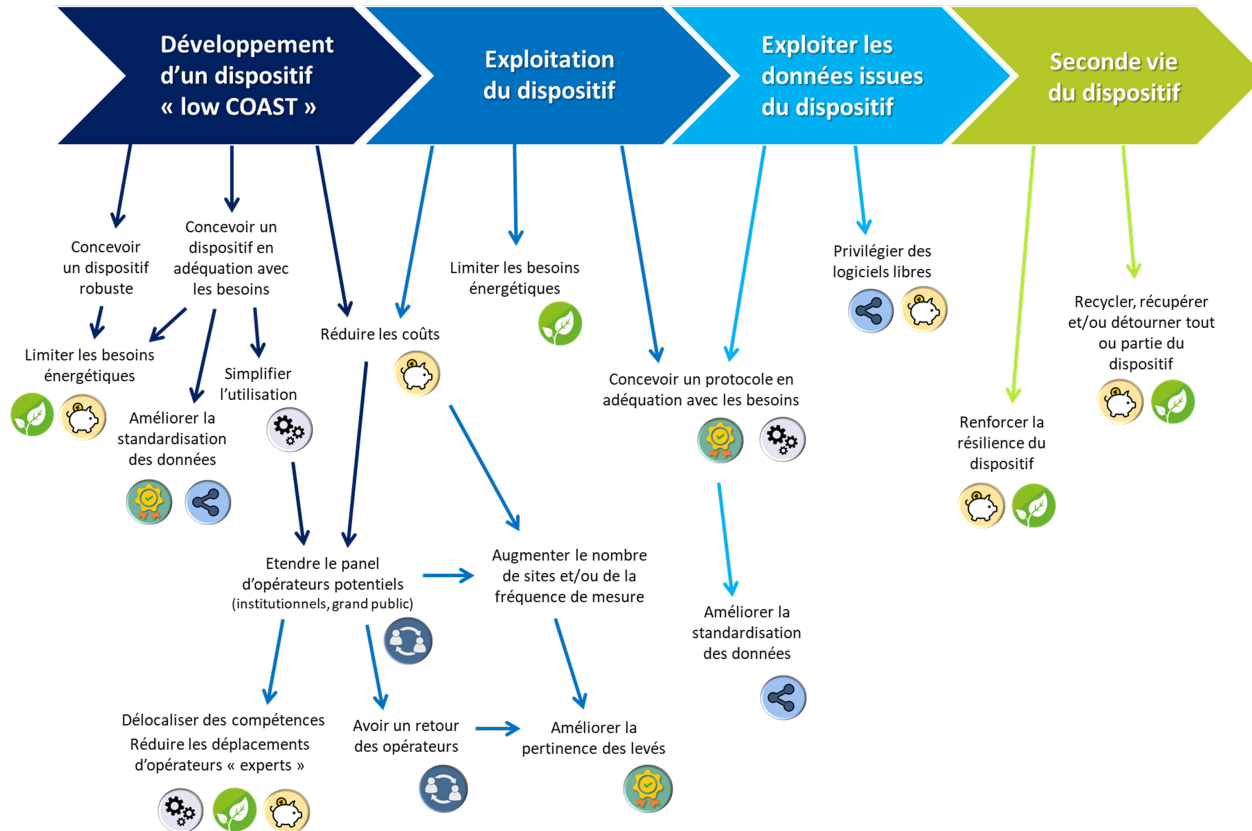 Développement
d'un dispositif
« low COAST »
Exploitation
du dispositif
Exploiter les
données issues
du dispositif
Seconde vie
du dispositif
Concevoir
un dispositif
robuste
Concevoir un
dispositif en
adéquation avec
les besoins
Limiter les besoins
énergétiques
Privilégier des
logiciels libres
Recycler, récupérer
et/ou détourner tout
ou partie du
dispositif
Réduire les coûts
Limiter les besoins
énergétiques
Simplifier
l'utilisation
Améliorer la
standardisation
des données
Concevoir un protocole en
adéquation avec les besoins
Renforcer la
résilience du
dispositif
Etendre le panel
d'opérateurs potentiels
(institutionnels, grand public)
Augmenter le nombre
de sites et/ou de la
fréquence de mesure
Améliorer la
standardisation
des données
Délocaliser des compétences
Réduire les déplacements
d'opérateurs « experts »
Avoir un retour
des opérateurs
Améliorer la
pertinence des levés